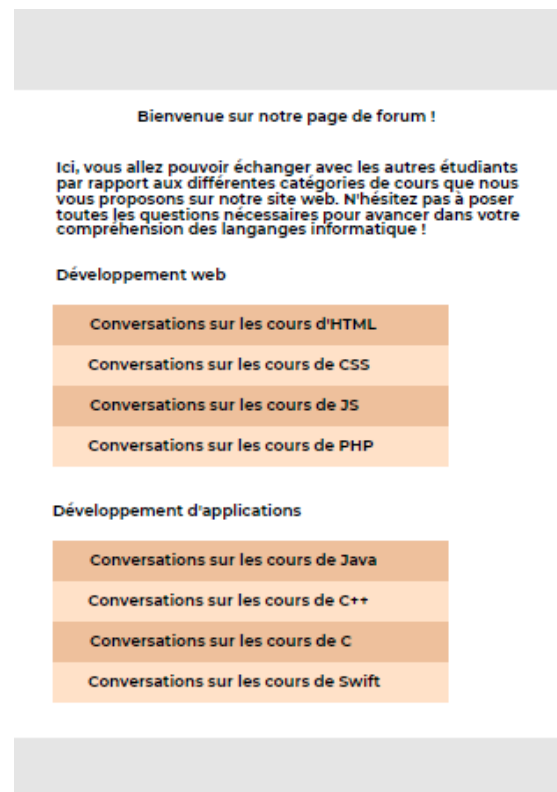 Bienvenue sur notre page de forum !
Ici, vous allez pouvoir échanger avec les autres étudiants
par rapport aux différentes catégories de cours que nous
vous proposons sur notre site web. N'hésitez pas à poser
toutes les questions nécessaires pour avancer dans votre
compréhension des langanges informatique !
Développement web
Conversations sur les cours d'HTML
Conversations sur les cours de CSS
Conversations sur les cours de JS
Conversations sur les cours de PHP
Développement d'applications
Conversations sur les cours de Java
Conversations sur les cours de C++
Conversations sur les cours de C
Conversations sur les cours de Swift